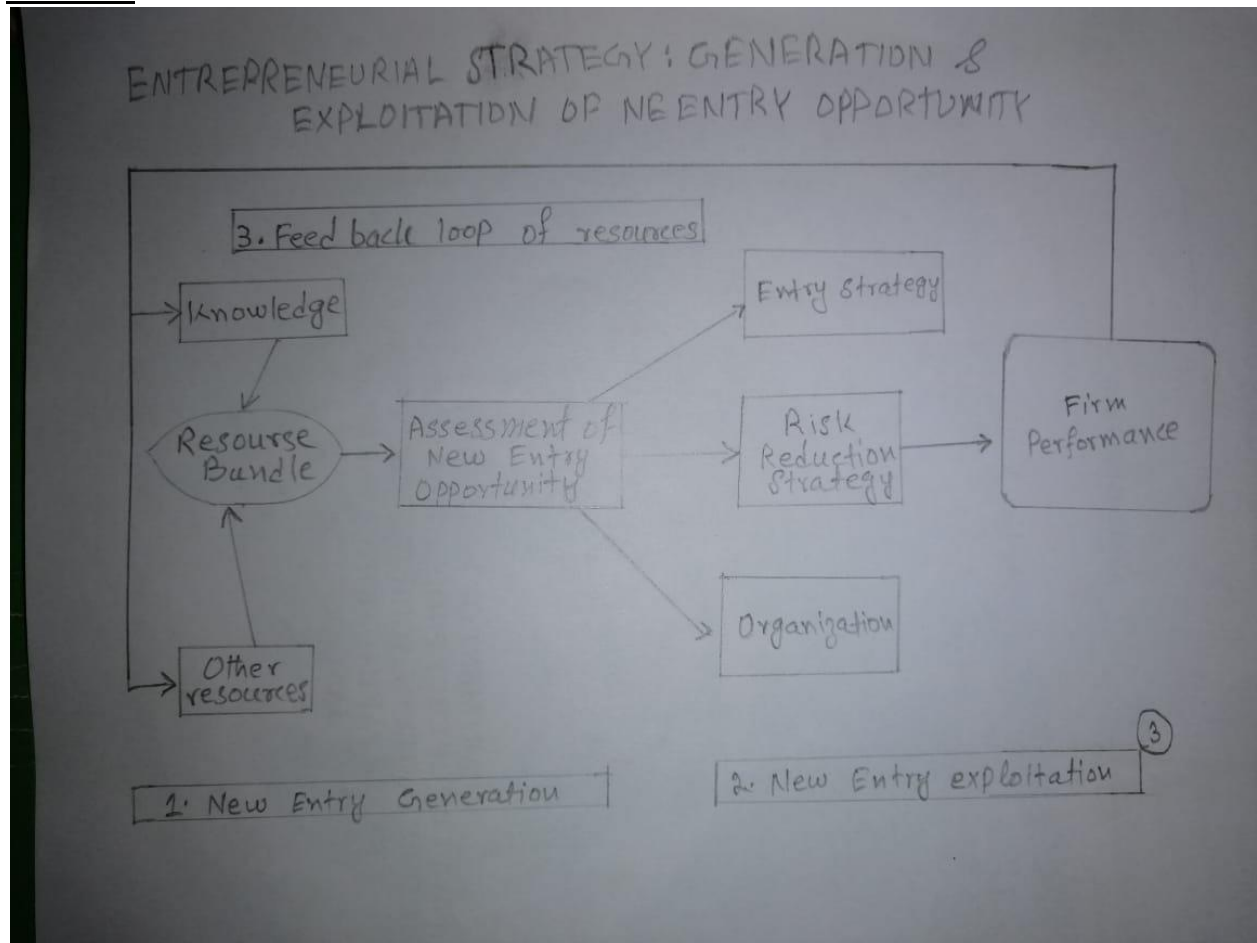 ENTREPRENEURIAL STRATEGY: GENERATION &
EXPLOITATION OF NEENTRY OPPORTUNITY
3. Feed back loop of resources
Knowledge
Entry Strategy
Resourse
Bundle
Assessment of
New Entry
Opportunity
Risk
Reduction
Strategy
Firm
Performance
Organization
Other
resources
3
1. New Entry Generation
2. New Entry exploitation